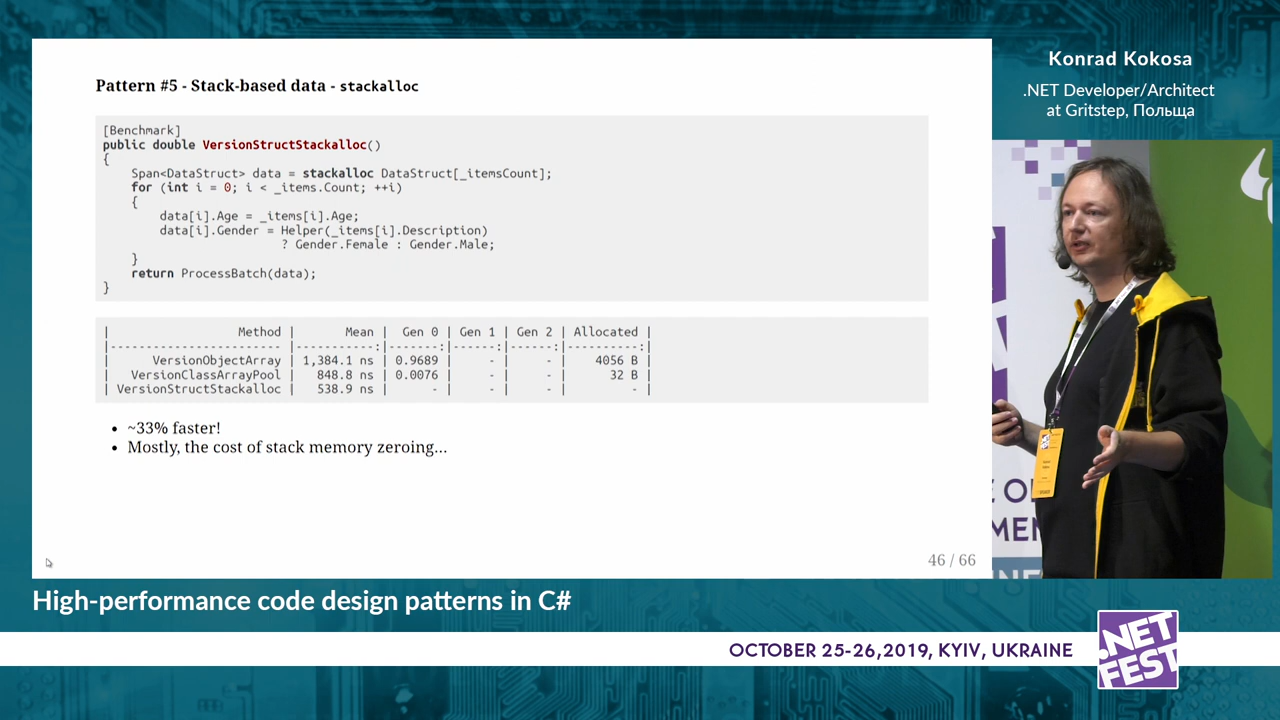 Pattern #5 - Stack-based data - stackalloc
[Benchmark]
public double VersionStructStackalloc()
{
    Span<DataStruct> data = stackalloc DataStruct[_itemsCount];
    for (int i = 0; i < _items.Count; ++i)
    {
        data[i].Age = _items[i].Age;
        data[i].Gender = Helper(_items[i].Description)
                         ? Gender.Female : Gender.Male;
    }
    return ProcessBatch(data);
}
|                  Method |       Mean |  Gen 0 | Gen 1 | Gen 2 | Allocated |
|------------------------ |-----------:|-------:|------:|------:|----------:|
|      VersionObjectArray | 1,384.1 ns | 0.9689 |     - |     - |    4056 B |
|   VersionClassArrayPool |   848.8 ns | 0.0076 |     - |     - |      32 B |
| VersionStructStackalloc |   538.9 ns |      - |     - |     - |         - |
• ~33% faster!
• Mostly, the cost of stack memory zeroing...
46 / 66
Konrad Kokosa
.NET Developer/Architect
at Gritstep, Польща
High-performance code design patterns in C#
OCTOBER 25-26,2019, KYIV, UKRAINE
.NET
FEST